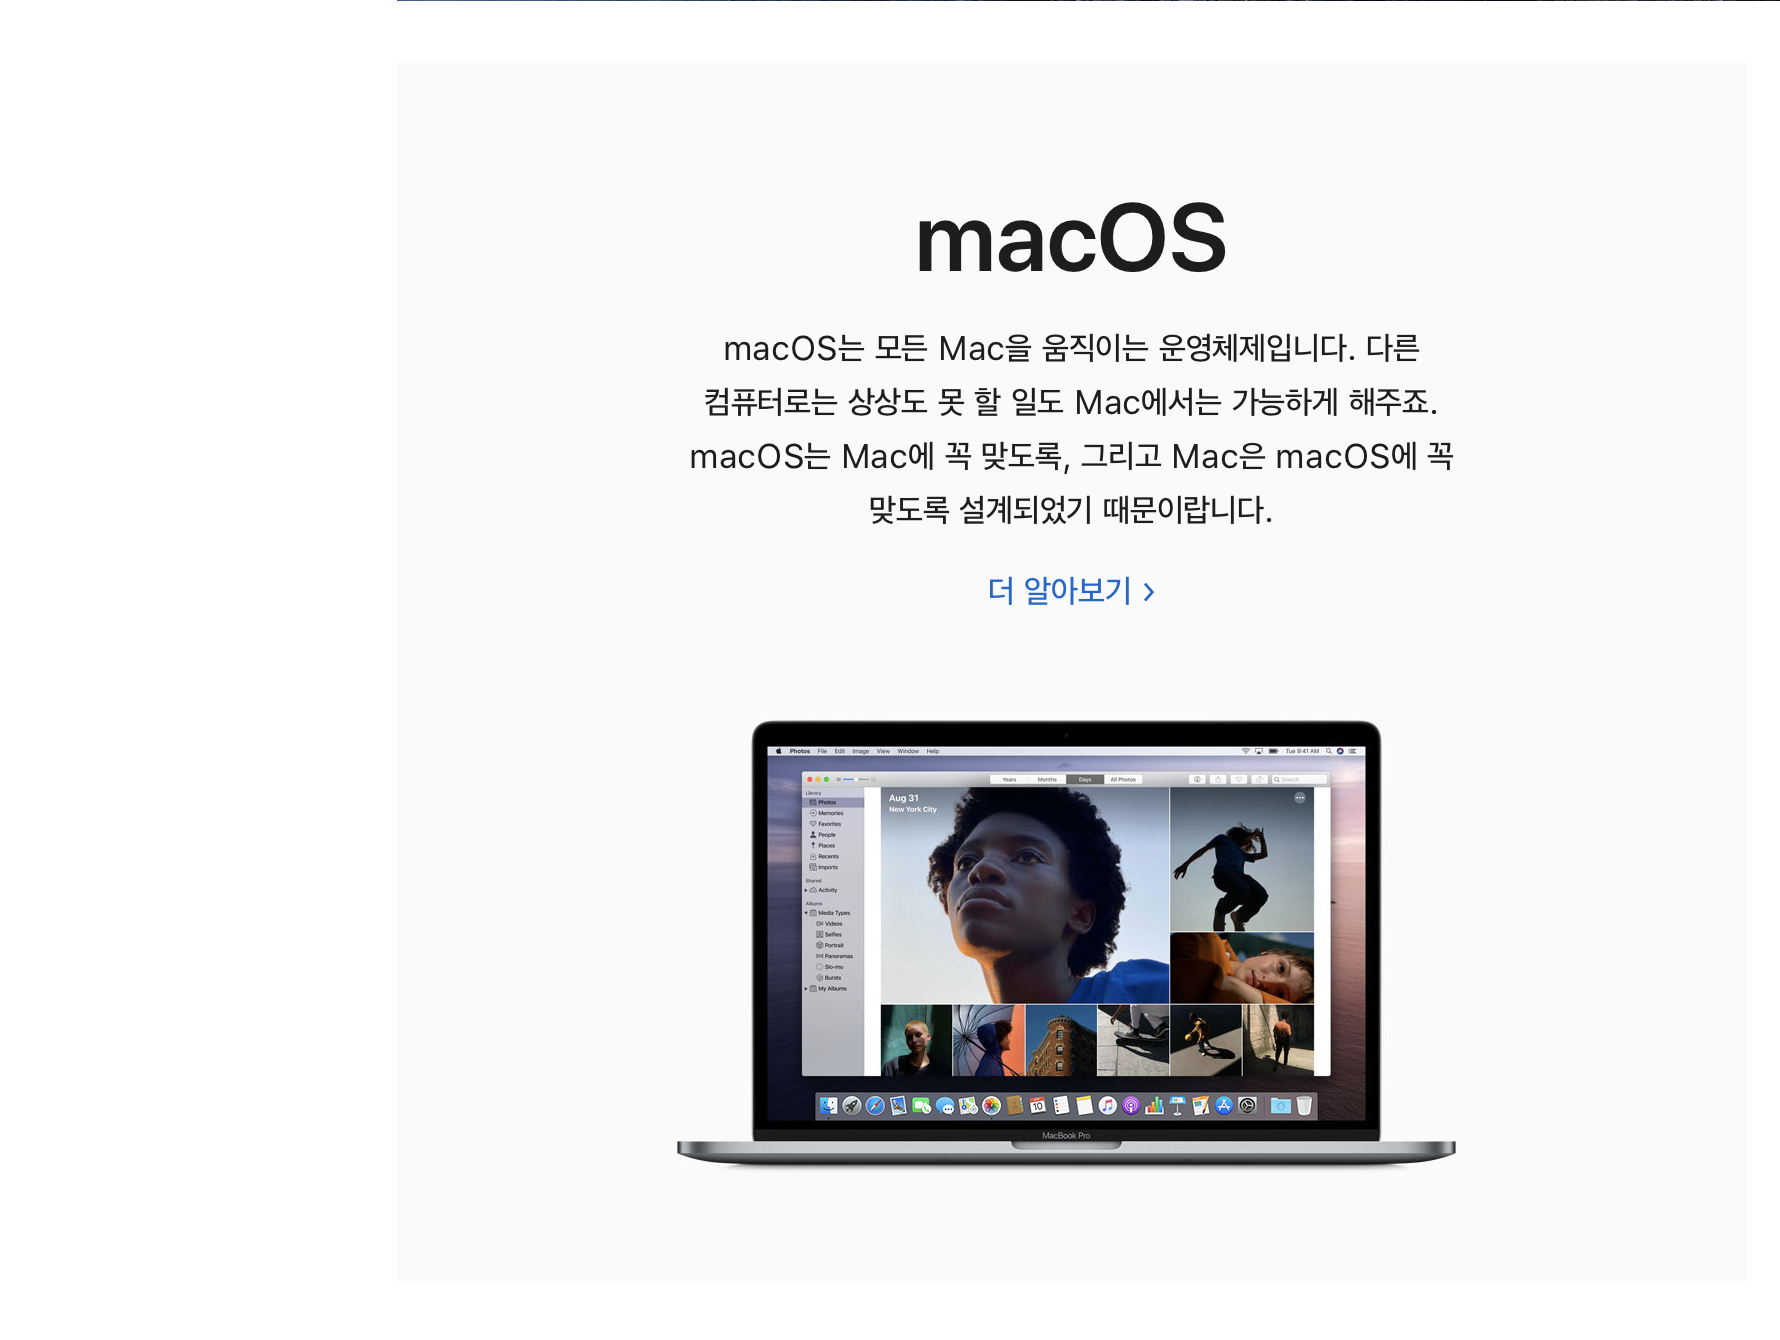 macOS
macOS는 모든 Mac을 움직이는 운영체제입니다. 다른
컴퓨터로는 상상도 못 할 일도 Mac에서는 가능하게 해주죠.
macOS는 Mac에 꼭 맞도록, 그리고 Mac은 macOS에 꼭
맞도록 설계되었기 때문이랍니다.
더 알아보기 >
Photos File Edit Image View Window Help Tue 9:41 AM
Years Months Days All Photos Search
Library
Photos
Memories
Favorites
People
Places
Recents
Imports
Shared
Activity
Albums
Media Types
Videos
Selfies
Portrait
Panoramas
Slo-mo
Bursts
My Albums
Aug 31
New York City
10
MacBook Pro